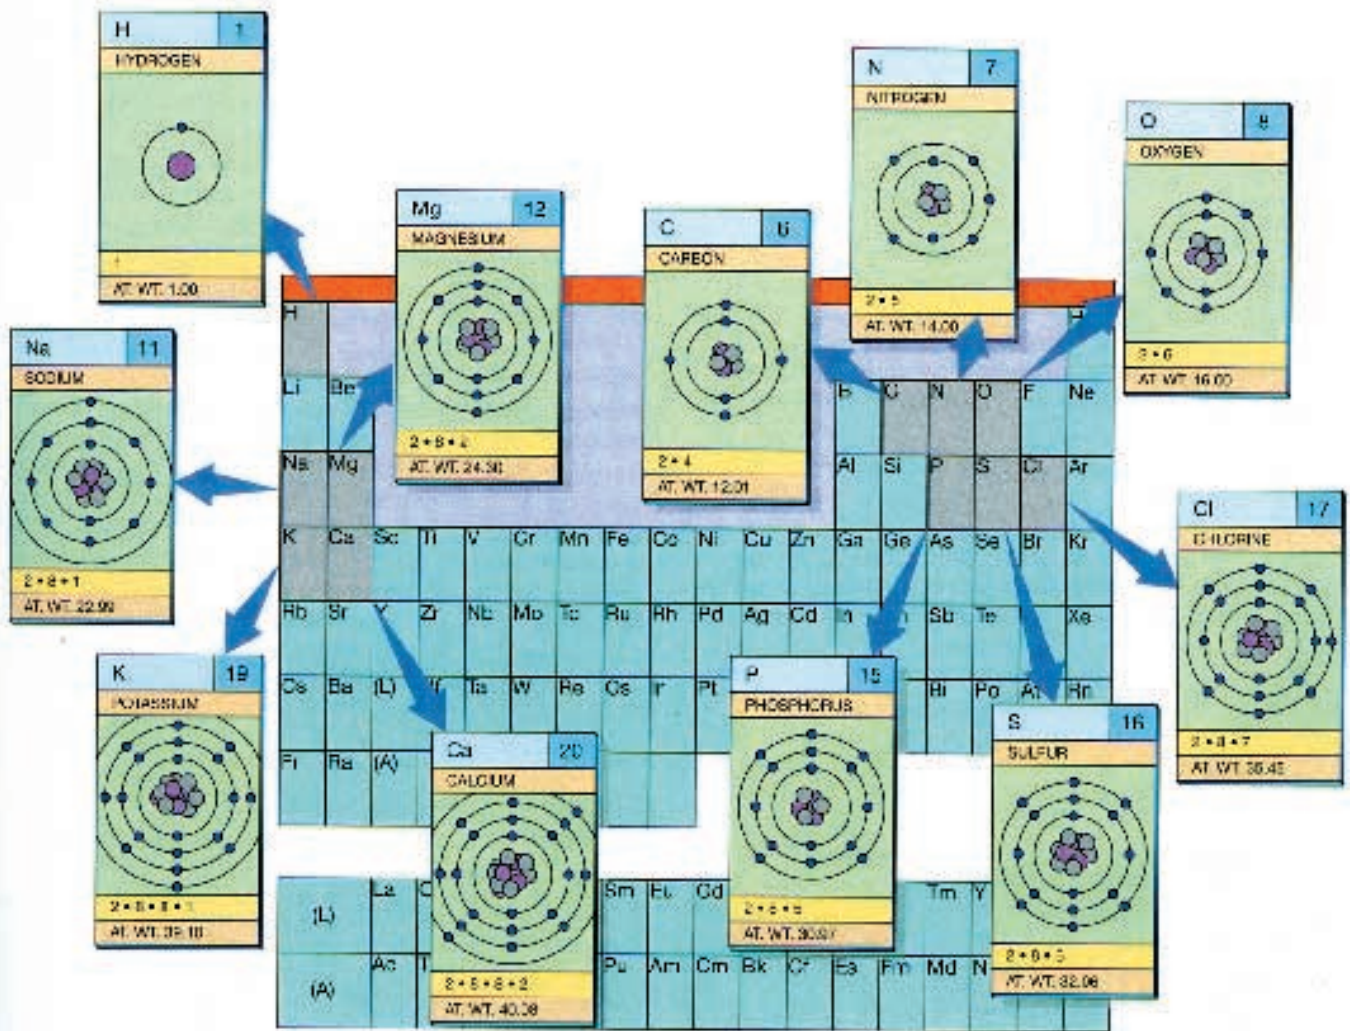 H 1
HYDROGEN
1
AT. WT. 1.00
N 7
NITROGEN
2 • 5
AT. WT. 14.00
O 8
OXYGEN
2 • 6
AT. WT. 16.00
Mg 12
MAGNESIUM
2 • 8 • 2
AT. WT. 24.30
C 6
CARBON
2 • 4
AT. WT. 12.01
Na 11
SODIUM
2 • 8 • 1
AT. WT. 22.99
H
Li Be B C N O F Ne
Na Mg Al Si P S Cl Ar
K Ca Sc Ti V Cr Mn Fe Co Ni Cu Zn Ga Ge As Se Br Kr
Rb Sr Y Zr Nb Mo Tc Ru Rh Pd Ag Cd In Sb Te Xe
Cs Ba (L) Ta W Re Os Ir Pt Bi Po At Rn
Fr Ra (A)
Cl 17
CHLORINE
2 • 8 • 7
AT. WT. 35.45
K 19
POTASSIUM
2 • 8 • 8 • 1
AT. WT. 39.10
Ca 20
CALCIUM
2 • 8 • 8 • 2
AT. WT. 40.08
P 15
PHOSPHORUS
AT. WT. 30.97
S 16
SULFUR
AT. WT. 32.06
(L) La Sm Eu Gd Tm
(A) Ac Pu Am Cm Bk Cf Es Fm Md